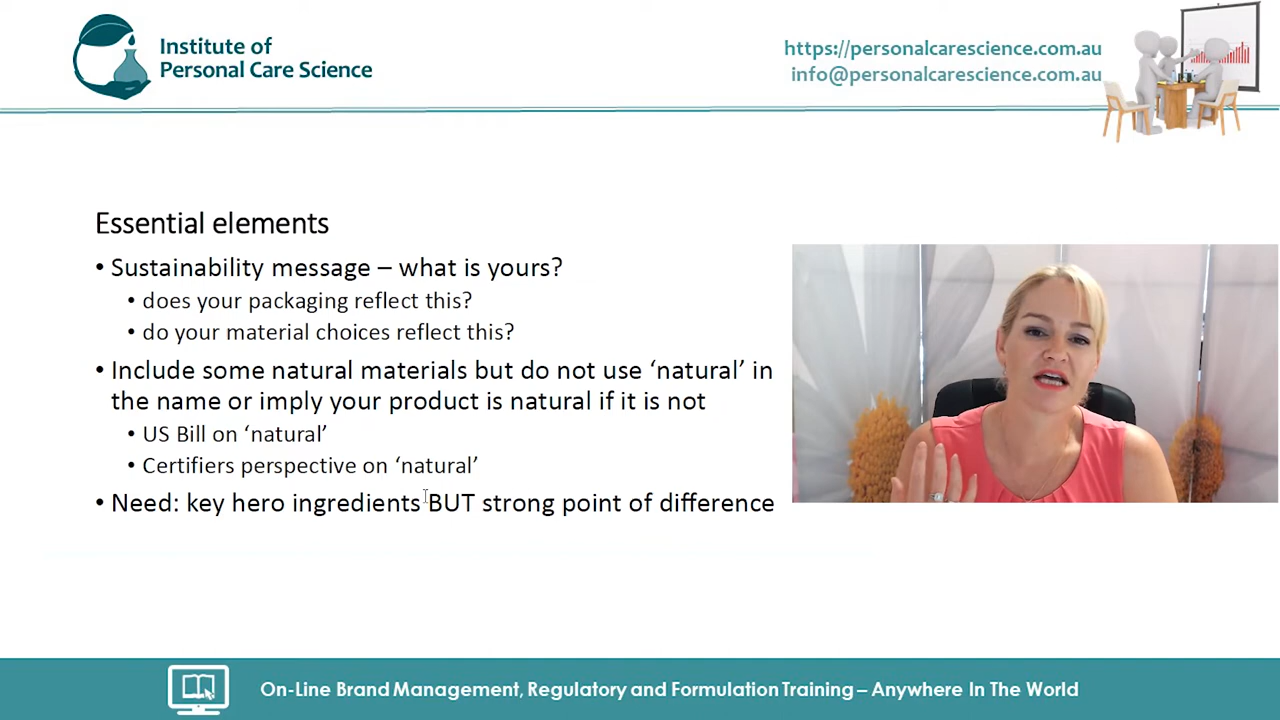 Institute of
Personal Care Science
https://personalcarescience.com.au
info@personalcarescience.com.au
Essential elements
• Sustainability message – what is yours?
• does your packaging reflect this?
• do your material choices reflect this?
• Include some natural materials but do not use ‘natural’ in
the name or imply your product is natural if it is not
• US Bill on ‘natural’
• Certifiers perspective on ‘natural’
• Need: key hero ingredients BUT strong point of difference
On-Line Brand Management, Regulatory and Formulation Training – Anywhere In The World